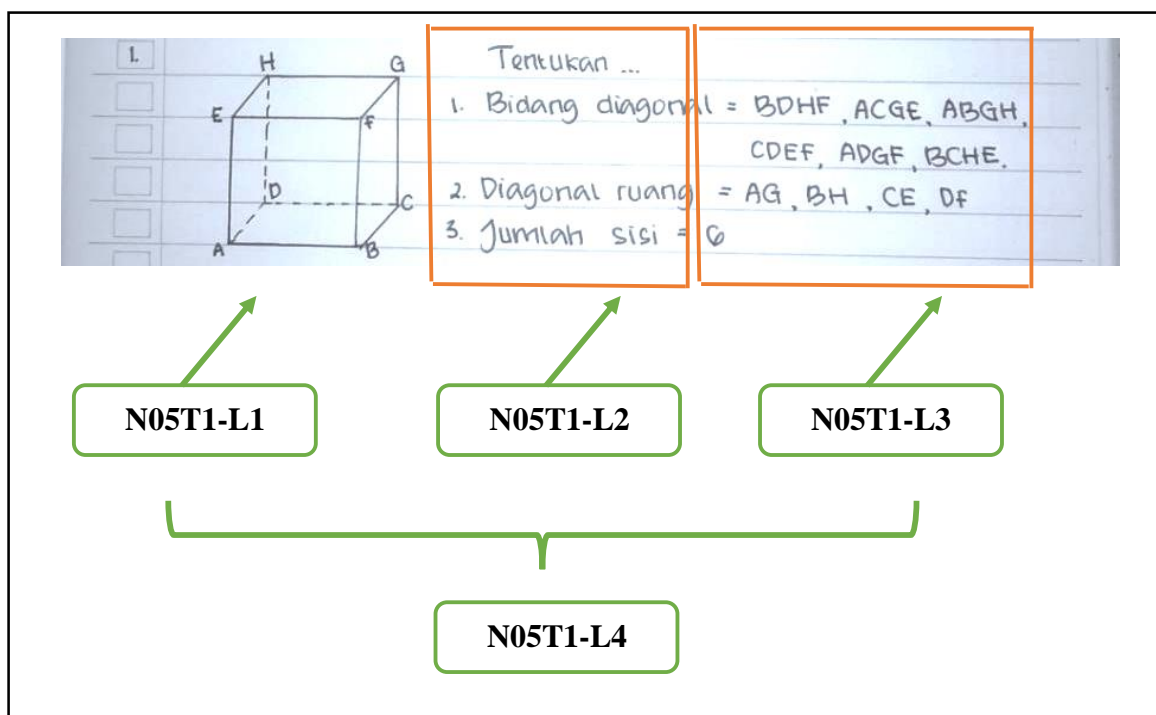 1.
H G
E F
D C
A B
Tentukan ...
1. Bidang diagonal = BDHF, ACGE, ABGH,
CDEF, ADGF, BCHE.
2. Diagonal ruang = AG, BH, CE, DF
3. Jumlah sisi = 6
N05T1-L1 N05T1-L2 N05T1-L3
N05T1-L4